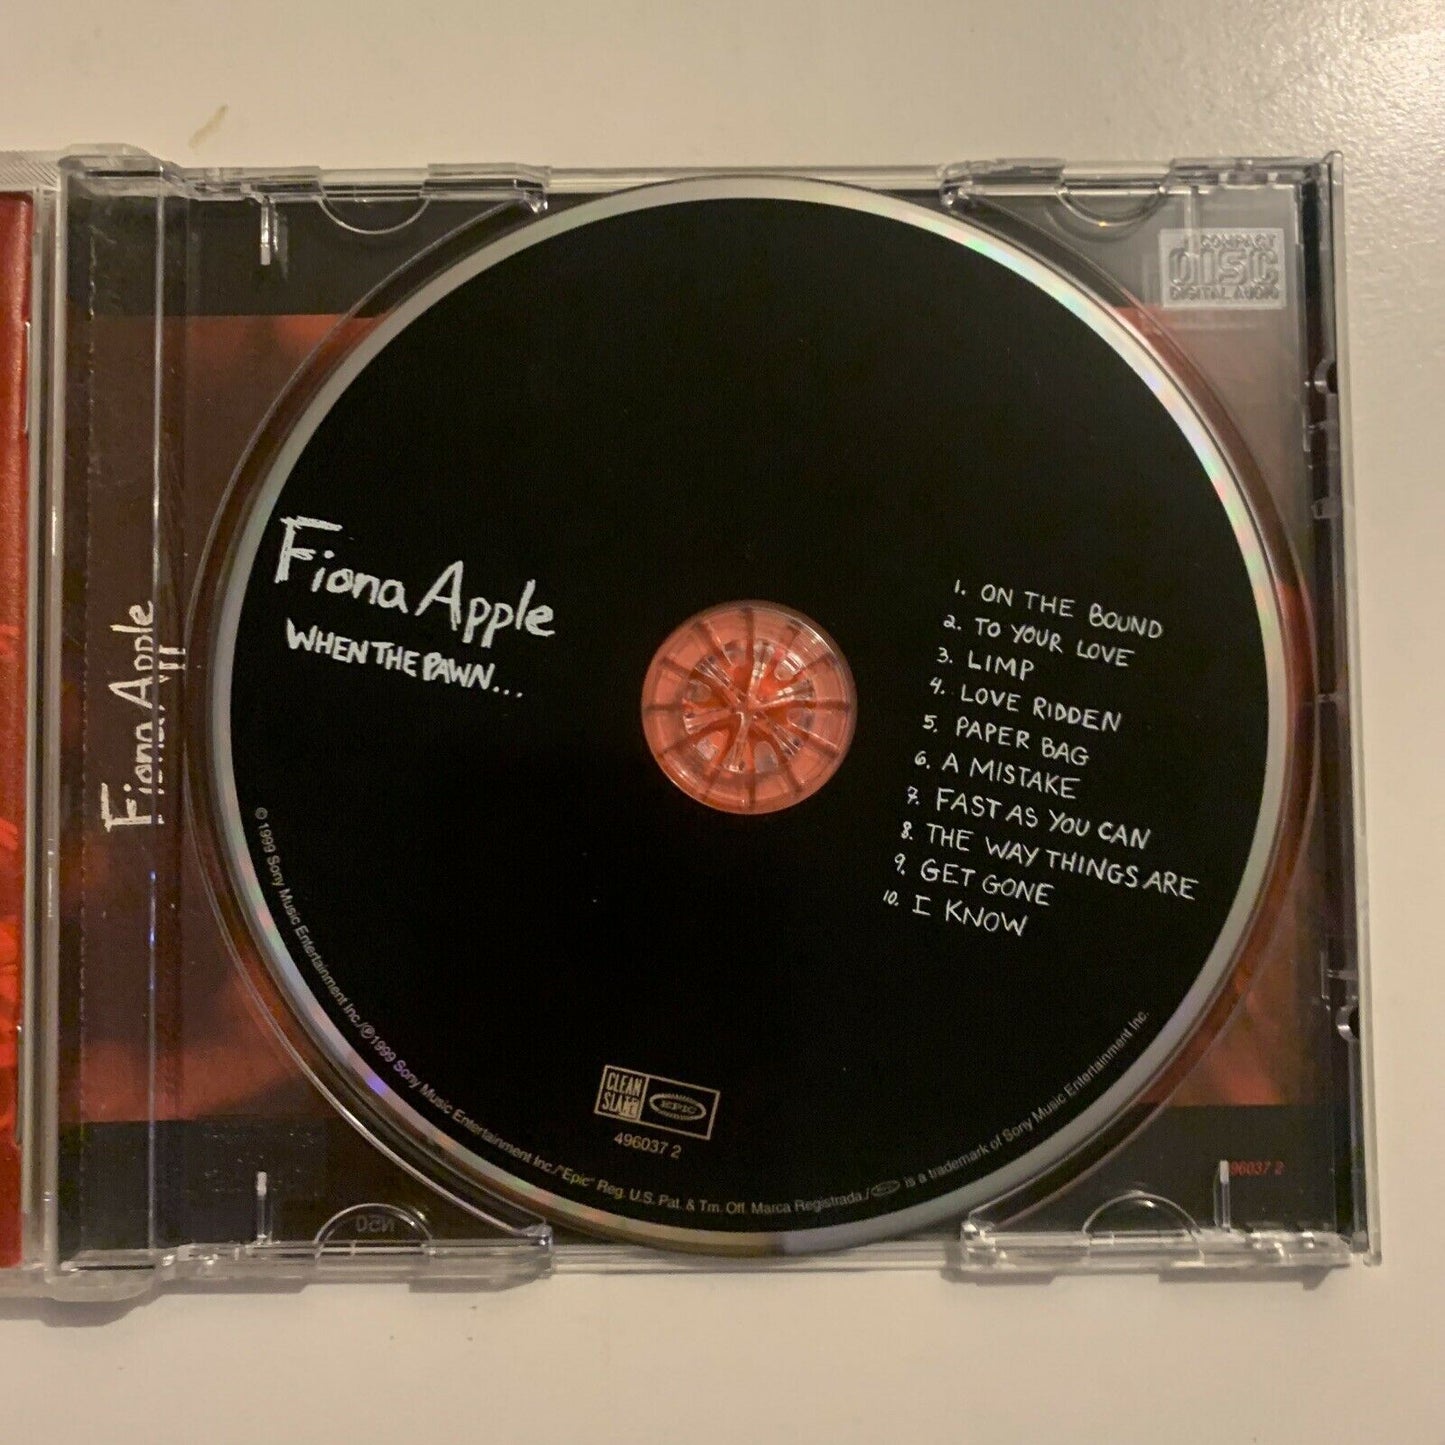 Fiona Apple
WHEN THE PAWN...
1. ON THE BOUND
2. TO YOUR LOVE
3. LIMP
4. LOVE RIDDEN
5. PAPER BAG
6. A MISTAKE
7. FAST AS YOU CAN
8. THE WAY THINGS ARE
9. GET GONE
10. I KNOW
CLEAN
SLATE
EPIC
496037 2
© 1999 Sony Music Entertainment Inc./℗ 1999 Sony Music Entertainment Inc./"Epic" Reg. U.S. Pat. & Tm. Off. Marca Registrada./EPIC is a trademark of Sony Music Entertainment Inc.
Fiona Apple
COMPACT
DISC
DIGITAL AUDIO
96037 2